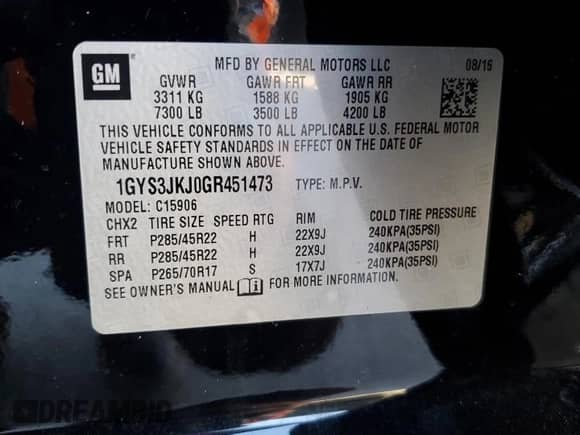 GM
MFD BY GENERAL MOTORS LLC 08/16
GVWR GAWR FRT GAWR RR
3311 KG 1588 KG 1905 KG
7300 LB 3500 LB 4200 LB
THIS VEHICLE CONFORMS TO ALL APPLICABLE U.S. FEDERAL MOTOR
VEHICLE SAFETY STANDARDS IN EFFECT ON THE DATE OF
MANUFACTURE SHOWN ABOVE.
1GYS3JKJ0GR451473 TYPE: M.P.V.
MODEL: C15906
CHX2 TIRE SIZE SPEED RTG RIM COLD TIRE PRESSURE
FRT P285/45R22 H 22X9J 240KPA(35PSI)
RR P285/45R22 H 22X9J 240KPA(35PSI)
SPA P265/70R17 S 17X7J 240KPA(35PSI)
SEE OWNER'S MANUAL FOR MORE INFORMATION.
DREAMBID